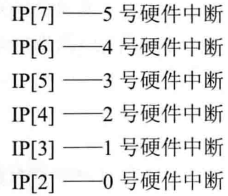 IP[7] ——5 号硬件中断
IP[6] ——4 号硬件中断
IP[5] ——3 号硬件中断
IP[4] ——2 号硬件中断
IP[3] ——1 号硬件中断
IP[2] ——0 号硬件中断